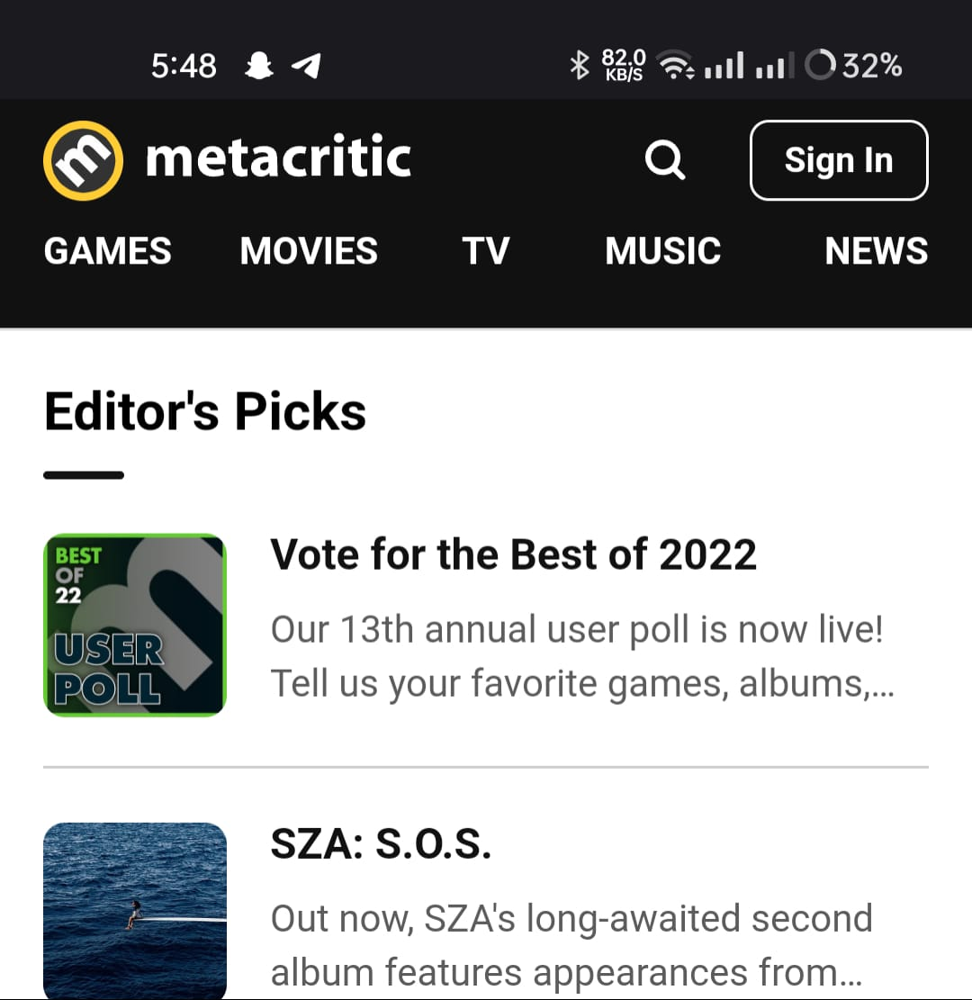 5:48 82.0 KB/S 32%
metacritic Sign In
GAMES MOVIES TV MUSIC NEWS
Editor's Picks
BEST
OF
22
USER
POLL
Vote for the Best of 2022
Our 13th annual user poll is now live!
Tell us your favorite games, albums,...
SZA: S.O.S.
Out now, SZA's long-awaited second
album features appearances from...